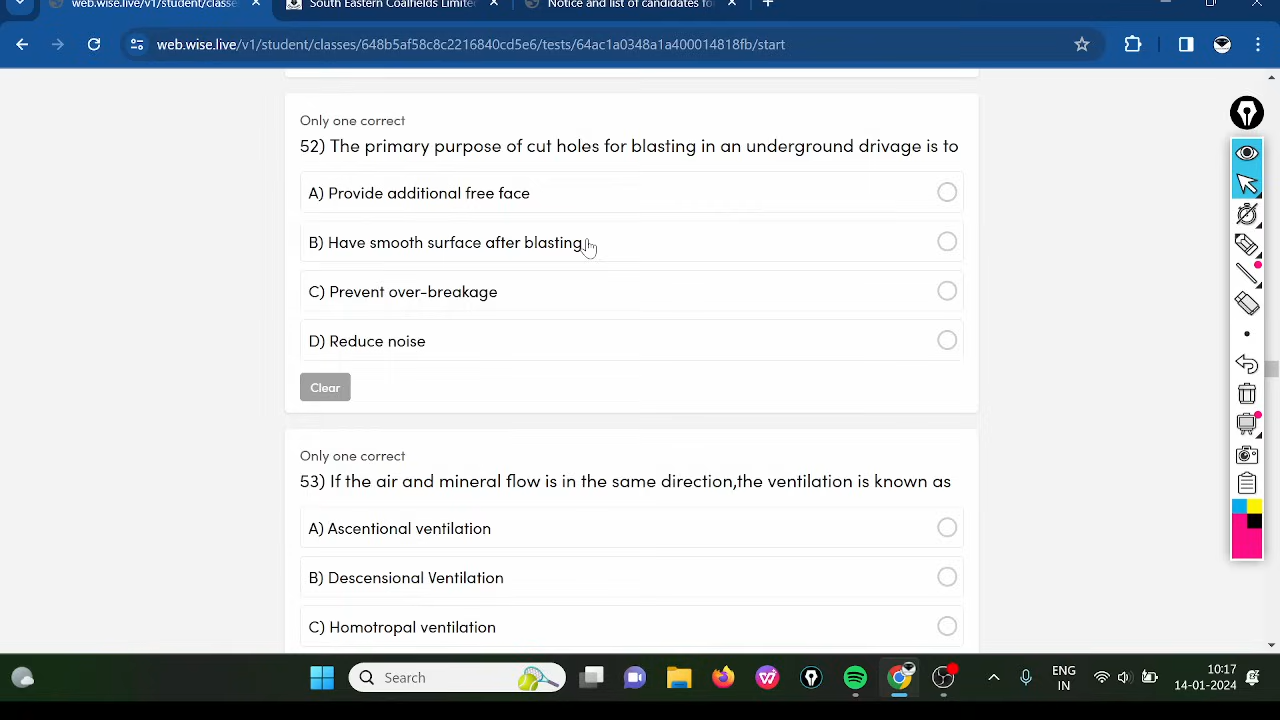 web.wise.live/v1/student/classe
South Eastern Coalfields Limite
Notice and list of candidates fo
web.wise.live/v1/student/classes/648b5af58c8c2216840cd5e6/tests/64ac1a0348a1a400014818fb/start
Only one correct
52) The primary purpose of cut holes for blasting in an underground drivage is to
A) Provide additional free face
B) Have smooth surface after blasting
C) Prevent over-breakage
D) Reduce noise
Clear
Only one correct
53) If the air and mineral flow is in the same direction,the ventilation is known as
A) Ascentional ventilation
B) Descensional Ventilation
C) Homotropal ventilation
Search
ENG
IN
10:17
14-01-2024